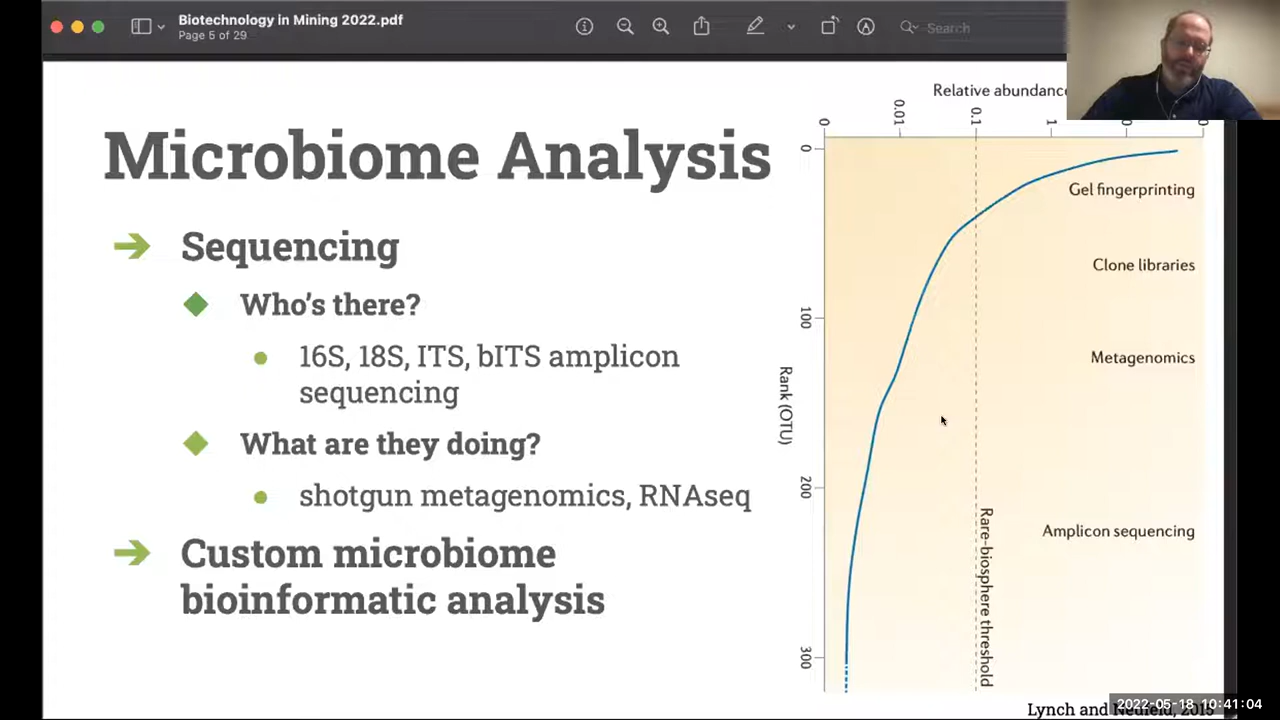 Biotechnology in Mining 2022.pdf
Page 5 of 29
Search
Microbiome Analysis
Sequencing
Who's there?
16S, 18S, ITS, bITS amplicon
sequencing
What are they doing?
shotgun metagenomics, RNAseq
Custom microbiome
bioinformatic analysis
Relative abundance
0
0.01
0.1
1
0
0
0
100
200
300
Rank (OTU)
Gel fingerprinting
Clone libraries
Metagenomics
Amplicon sequencing
Rare-biosphere threshold
Lynch and
2022-05-18 10:41:04